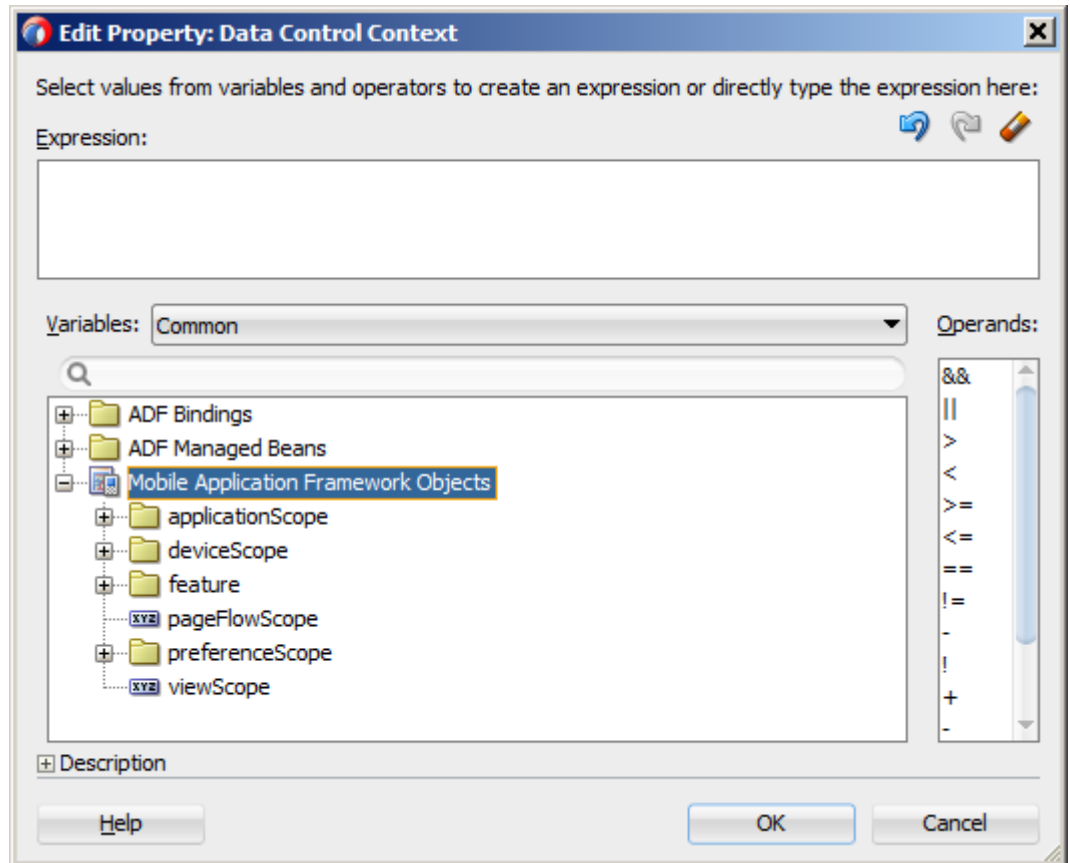 Edit Property: Data Control Context
Select values from variables and operators to create an expression or directly type the expression here:
Expression:
Variables: Common
Operands:
ADF Bindings
ADF Managed Beans
Mobile Application Framework Objects
applicationScope
deviceScope
feature
XYZ pageFlowScope
preferenceScope
XYZ viewScope
&&
||
>
<
>=
<=
==
!=
-
!
+
-
Description
Help
OK
Cancel